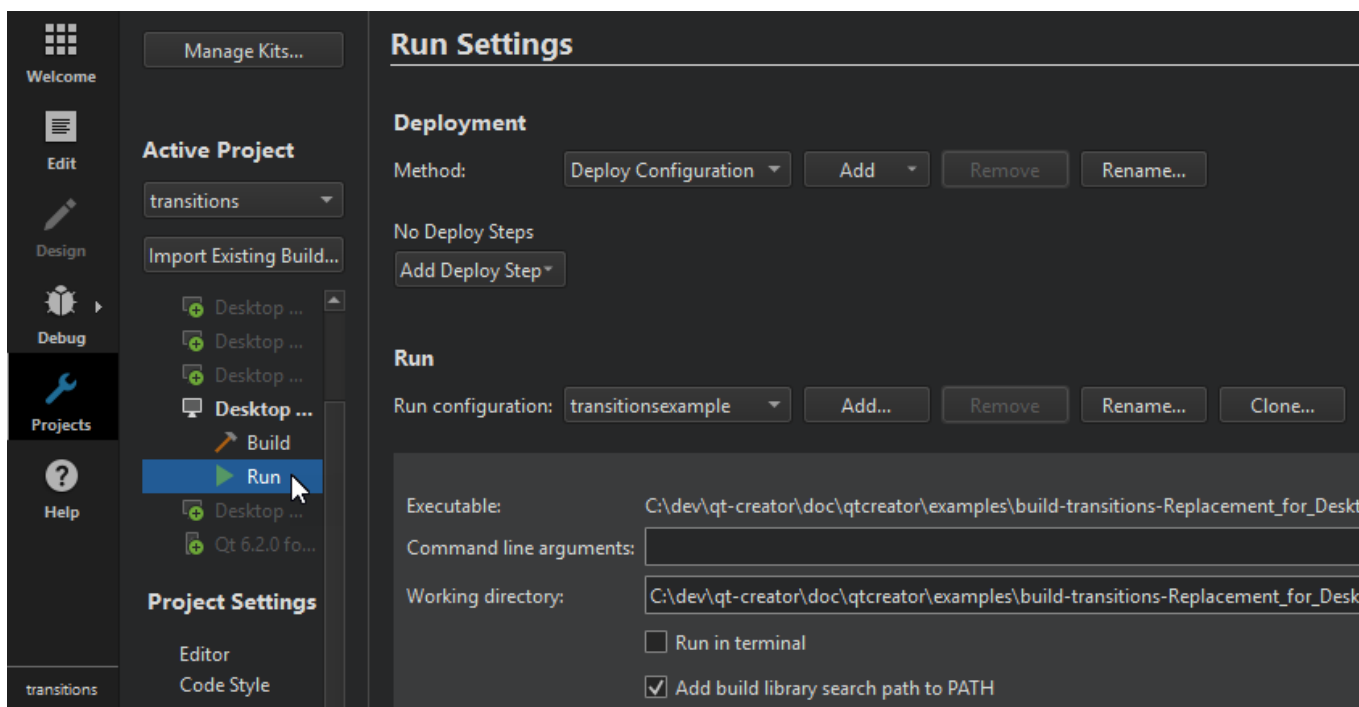 Welcome
Edit
Design
Debug
Projects
Help
transitions
Manage Kits...
Active Project
transitions
Import Existing Build...
Desktop ...
Desktop ...
Desktop ...
Desktop ...
Build
Run
Desktop ...
Qt 6.2.0 fo...
Project Settings
Editor
Code Style
Run Settings
Deployment
Method: Deploy Configuration Add Remove Rename...
No Deploy Steps
Add Deploy Step
Run
Run configuration: transitionsexample Add... Remove Rename... Clone...
Executable: C:\dev\qt-creator\doc\qtcreator\examples\build-transitions-Replacement_for_Deskt
Command line arguments:
Working directory: C:\dev\qt-creator\doc\qtcreator\examples\build-transitions-Replacement_for_Desk
Run in terminal
Add build library search path to PATH